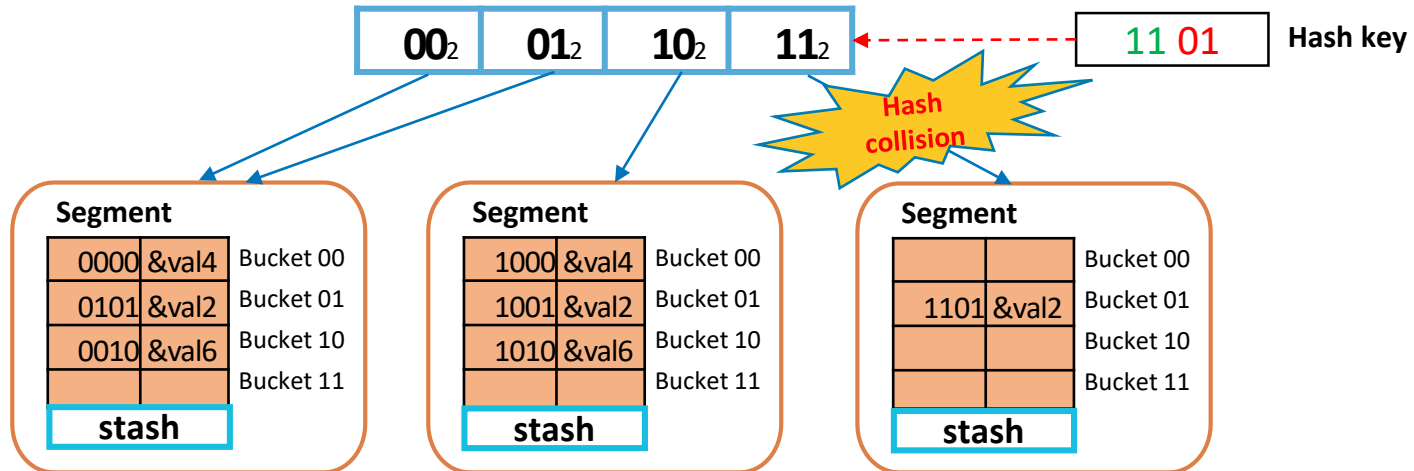 00₂ 01₂ 10₂ 11₂ 11 01 Hash key
Hash
collision
Segment
0000 &val4 Bucket 00
0101 &val2 Bucket 01
0010 &val6 Bucket 10
Bucket 11
stash
Segment
1000 &val4 Bucket 00
1001 &val2 Bucket 01
1010 &val6 Bucket 10
Bucket 11
stash
Segment
Bucket 00
1101 &val2 Bucket 01
Bucket 10
Bucket 11
stash